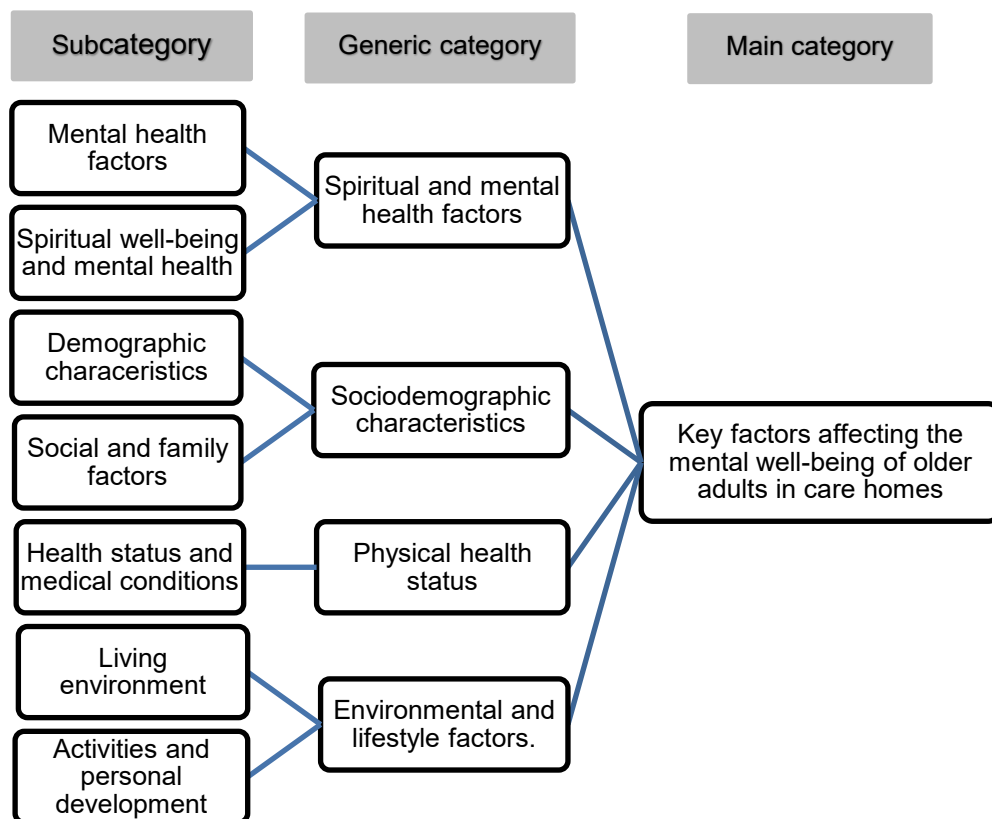 Subcategory
Generic category
Main category
Mental health
factors
Spiritual well-being
and mental health
Demographic
characeristics
Social and family
factors
Health status and
medical conditions
Living
environment
Activities and
personal
development
Spiritual and mental
health factors
Sociodemographic
characteristics
Physical health
status
Environmental and
lifestyle factors.
Key factors affecting the
mental well-being of older
adults in care homes